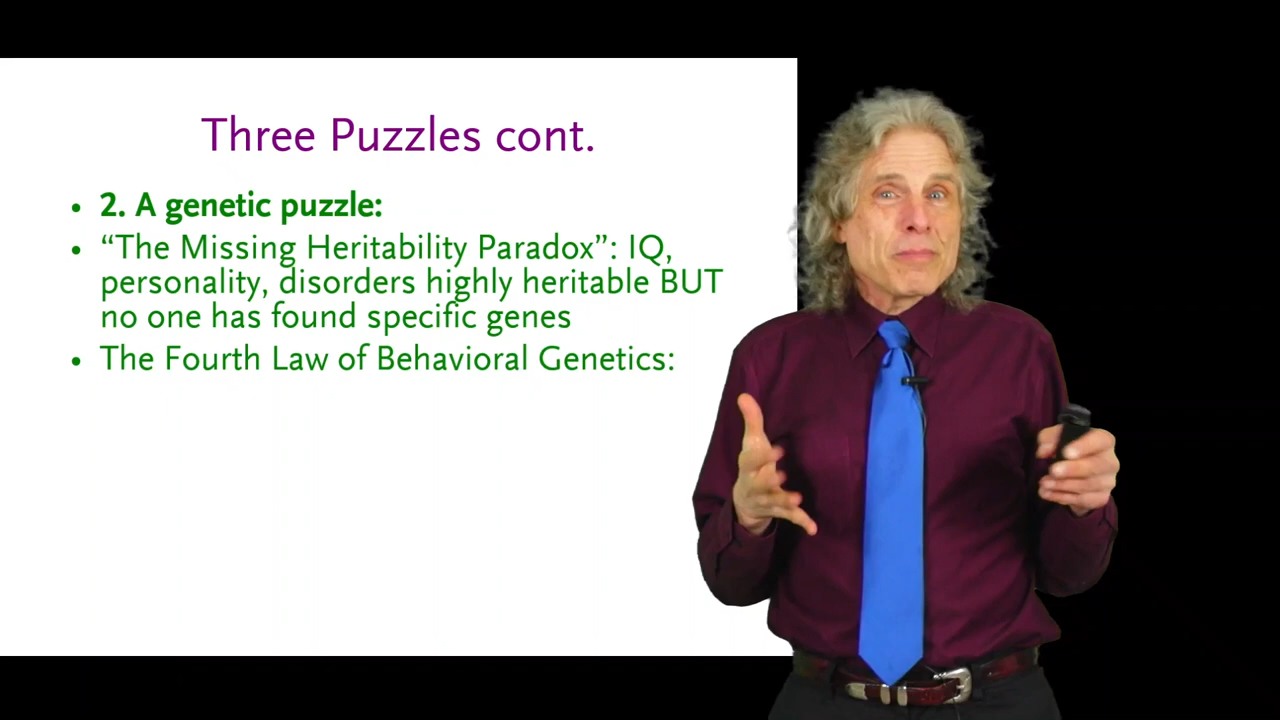 Three Puzzles cont.
• 2. A genetic puzzle:
• “The Missing Heritability Paradox”: IQ,
personality, disorders highly heritable BUT
no one has found specific genes
• The Fourth Law of Behavioral Genetics: